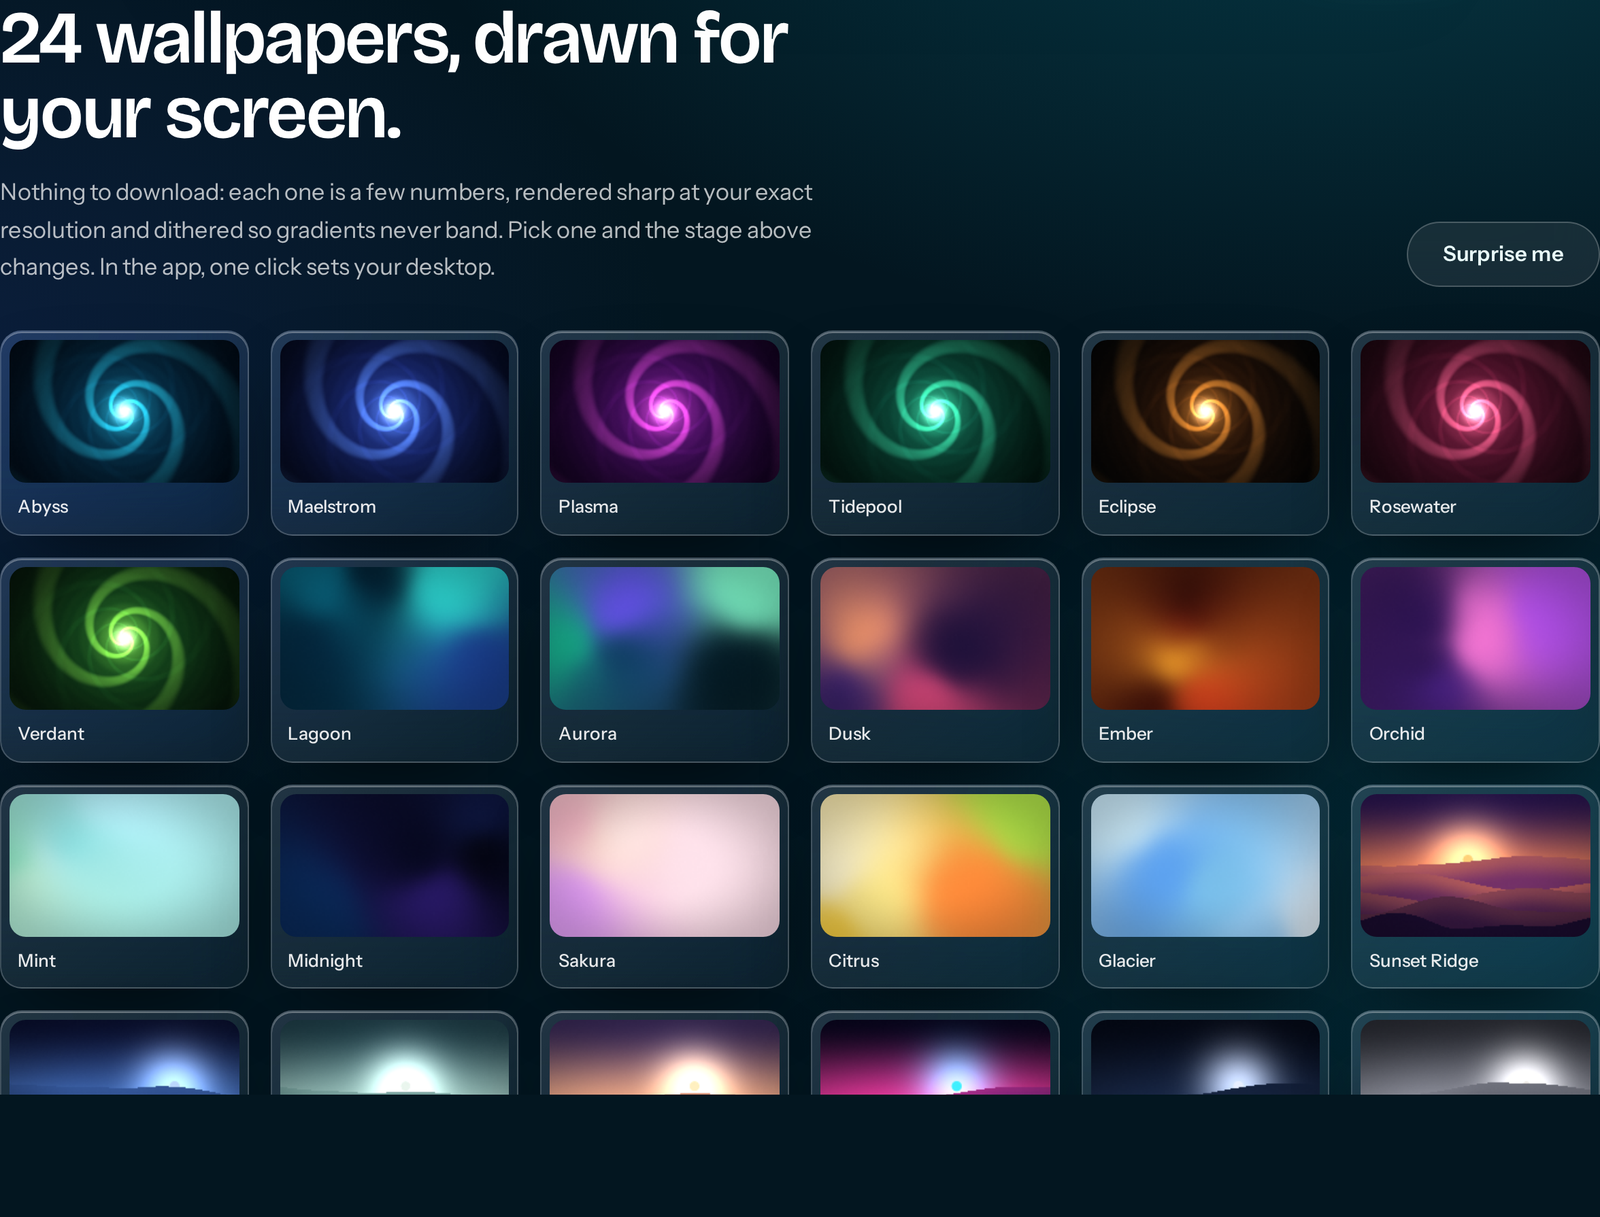 24 wallpapers, drawn for
your screen.
Nothing to download: each one is a few numbers, rendered sharp at your exact
resolution and dithered so gradients never band. Pick one and the stage above
changes. In the app, one click sets your desktop.
Surprise me
Abyss
Maelstrom
Plasma
Tidepool
Eclipse
Rosewater
Verdant
Lagoon
Aurora
Dusk
Ember
Orchid
Mint
Midnight
Sakura
Citrus
Glacier
Sunset Ridge